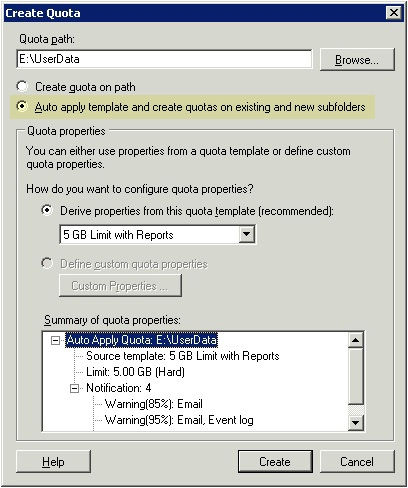 Create Quota
Quota path:
E:\UserData
Browse...
Create quota on path
Auto apply template and create quotas on existing and new subfolders
Quota properties
You can either use properties from a quota template or define custom
quota properties.
How do you want to configure quota properties?
Derive properties from this quota template (recommended):
5 GB Limit with Reports
Define custom quota properties
Custom Properties ...
Summary of quota properties:
Auto Apply Quota: E:\UserData
Source template: 5 GB Limit with Reports
Limit: 5.00 GB (Hard)
Notification: 4
Warning(85%): Email
Warning(95%): Email, Event log
Help
Create
Cancel